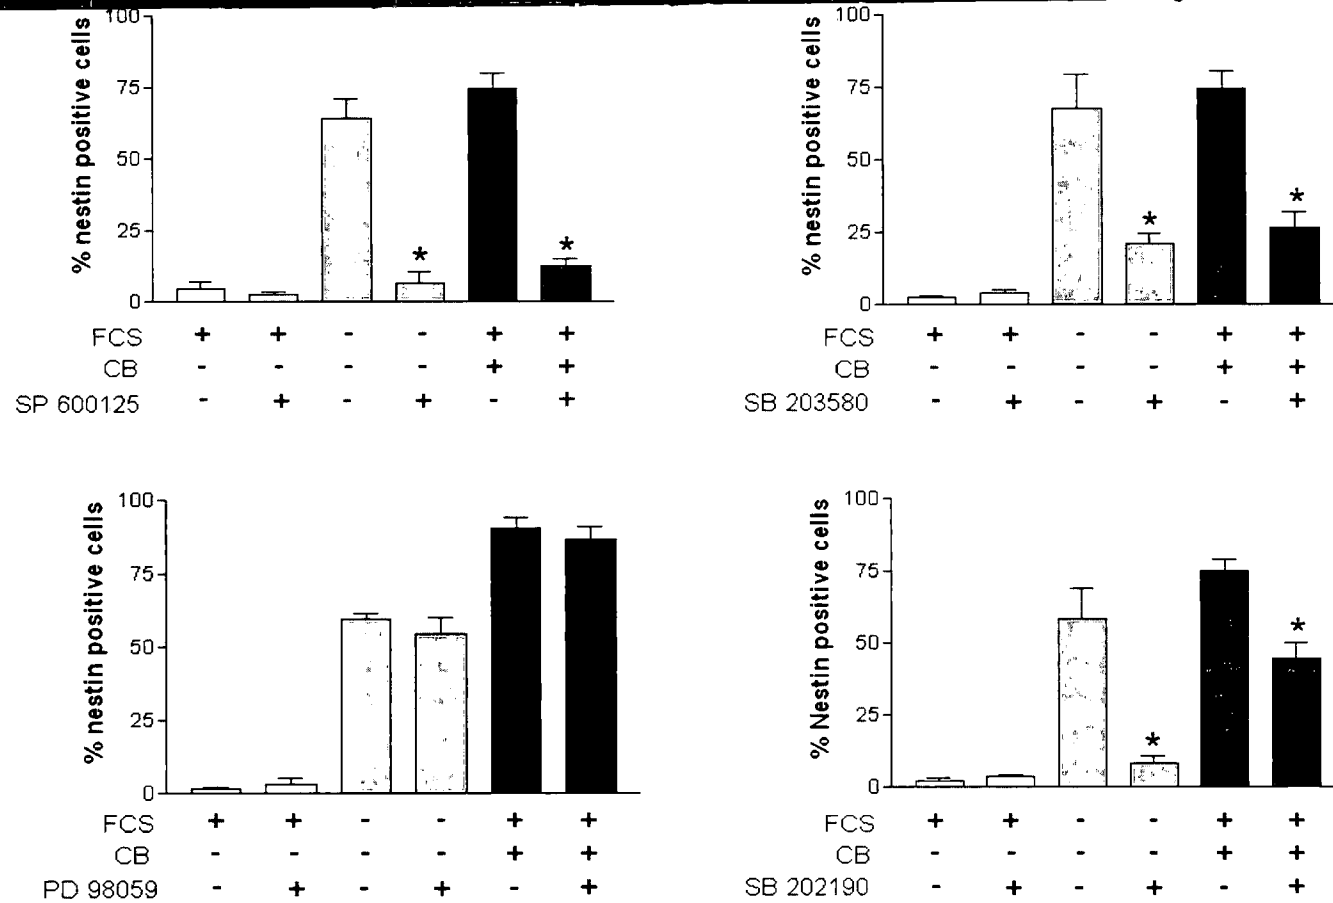 100
75
50
25
0
% nestin positive cells
*
*
FCS + + - - + +
CB - - - - + +
SP 600125 - + - + - +
100
75
50
25
0
% nestin positive cells
*
*
FCS + + - - + +
CB - - - - + +
SB 203580 - + - + - +
100
75
50
25
0
% nestin positive cells
FCS + + - - + +
CB - - - - + +
PD 98059 - + - + - +
100
75
50
25
0
% Nestin positive cells
*
*
FCS + + - - + +
CB - - - - + +
SB 202190 - + - + - +